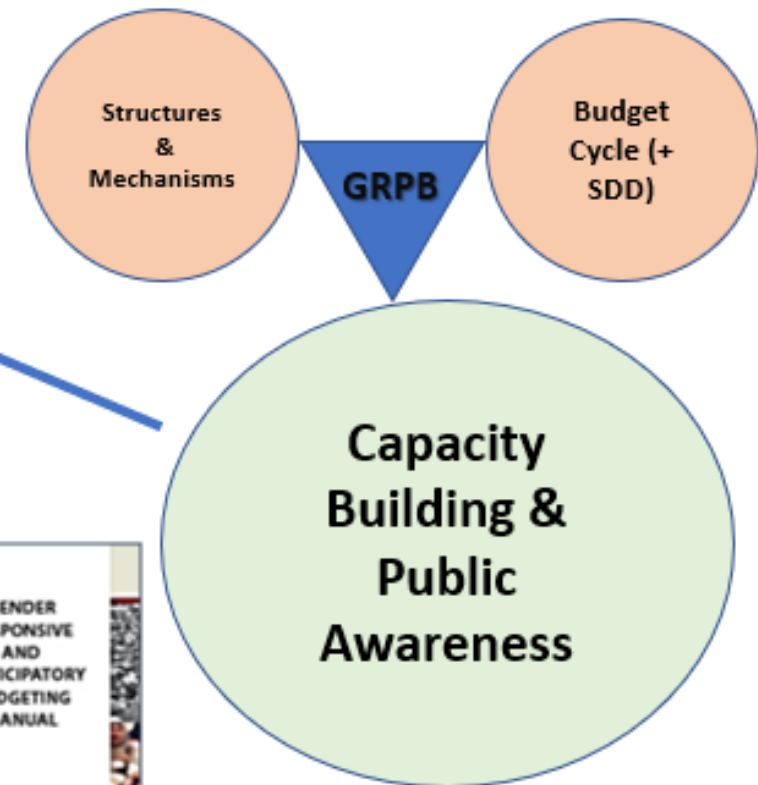 Structures
&
Mechanisms
GRPB
Budget
Cycle (+
SDD)
Capacity
Building &
Public
Awareness
ENDER
PONSIVE
AND
ICIPATORY
DGETING
ANUAL